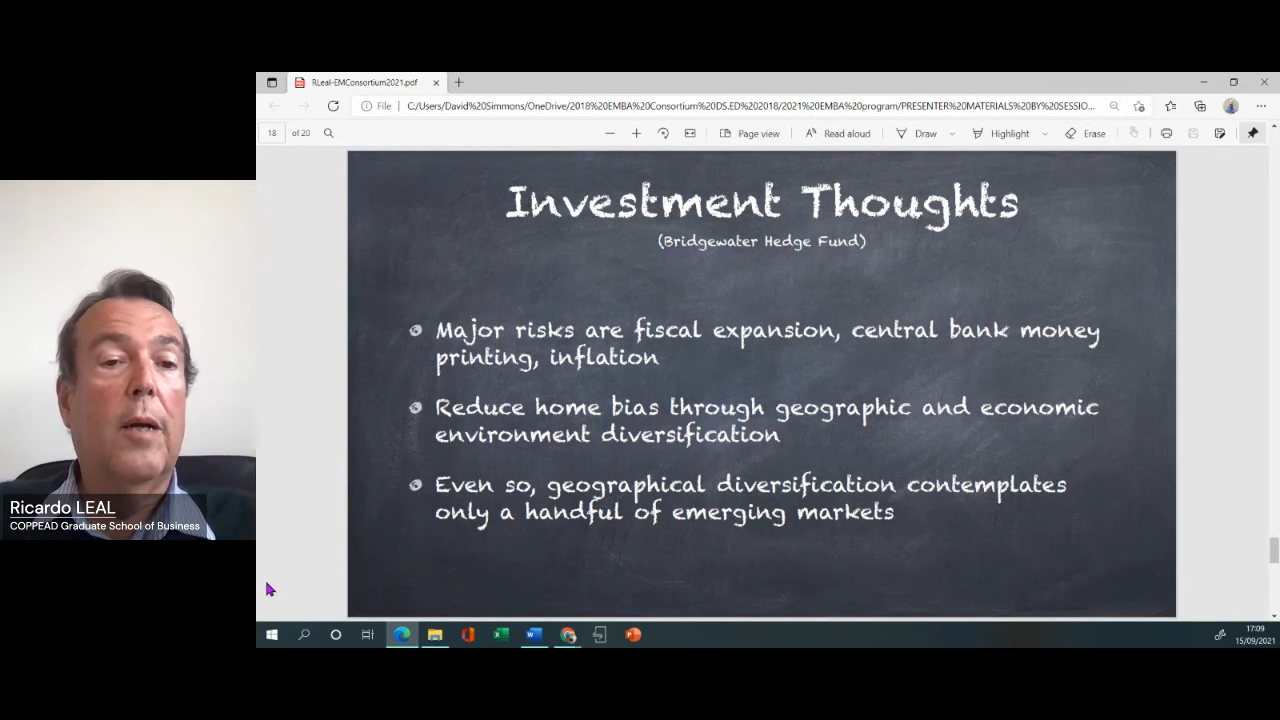 RLeal-EMConsortium2021.pdf
File
C:/Users/David%20Simmons/OneDrive/2018%20EMBA%20Consortium%20DS.ED%202018/2021%20EMBA%20program/PRESENTER%20MATERIALS%20BY%20SESSIO...
18 of 20
Page view
Read aloud
Draw
Highlight
Erase
Investment Thoughts
(Bridgewater Hedge Fund)
Major risks are fiscal expansion, central bank money
printing, inflation
Reduce home bias through geographic and economic
environment diversification
Even so, geographical diversification contemplates
only a handful of emerging markets
Ricardo LEAL
COPPEAD Graduate School of Business
17:09
15/09/2021